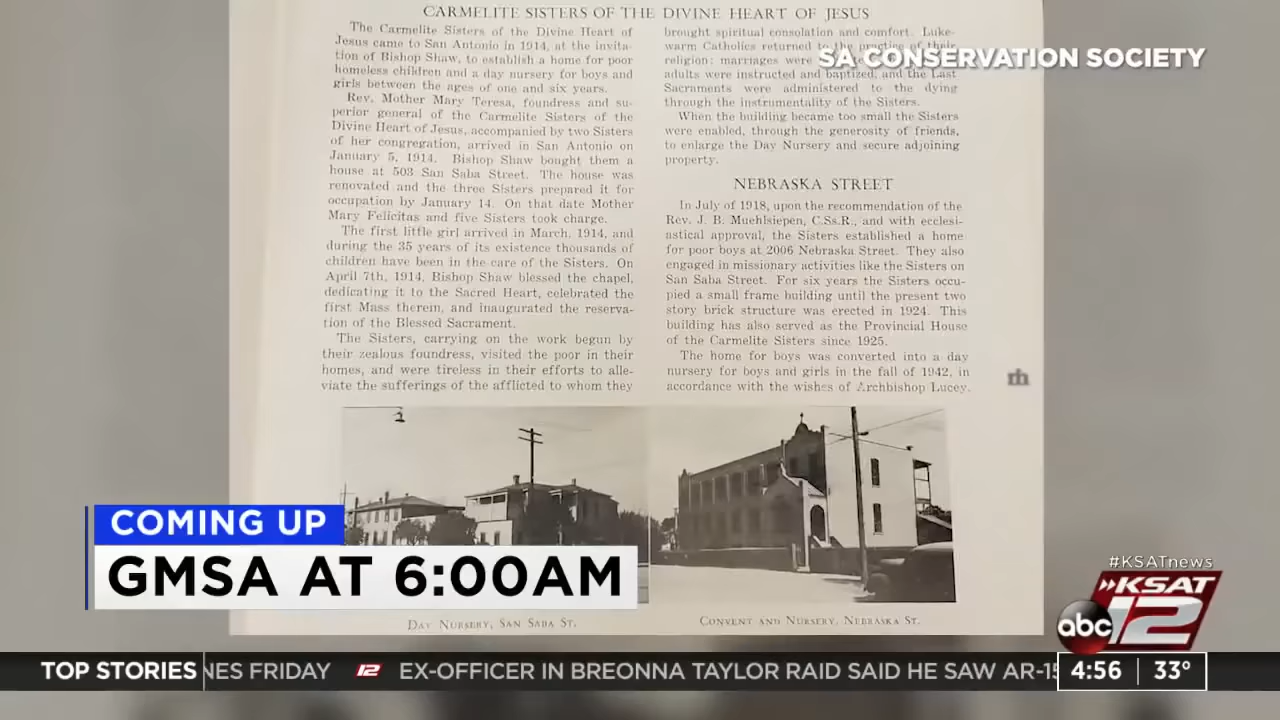 CARMELITE SISTERS OF THE DIVINE HEART OF JESUS
The Carmelite Sisters of the Divine Heart of
Jesus came to San Antonio in 1914, at the invita-
tion of Bishop Shaw, to establish a home for poor
homeless children and a day nursery for boys and
girls between the ages of one and six years.
Rev. Mother Mary Teresa, foundress and su-
perior general of the Carmelite Sisters of the
Divine Heart of Jesus, accompanied by two Sisters
of her congregation, arrived in San Antonio on
January 5, 1914. Bishop Shaw bought them a
house at 503 San Saba Street. The house was
renovated and the three Sisters prepared it for
occupation by January 14. On that date Mother
Mary Felicitas and five Sisters took charge.
The first little girl arrived in March, 1914, and
during the 35 years of its existence thousands of
children have been in the care of the Sisters. On
April 7th, 1914, Bishop Shaw blessed the chapel,
dedicating it to the Sacred Heart, celebrated the
first Mass therein, and inaugurated the reserva-
tion of the Blessed Sacrament.
The Sisters, carrying on the work begun by
their zealous foundress, visited the poor in their
homes, and were tireless in their efforts to alle-
viate the sufferings of the afflicted to whom they
brought spiritual consolation and comfort. Luke-
warm Catholics returned to the practice of their
religion; marriages were
adults were instructed and baptized, and the Last
Sacraments were administered to the dying
through the instrumentality of the Sisters.
When the building became too small the Sisters
were enabled, through the generosity of friends,
to enlarge the Day Nursery and secure adjoining
property.
NEBRASKA STREET
In July of 1918, upon the recommendation of the
Rev. J. B. Muehlsiepen, C.Ss.R., and with ecclesi-
astical approval, the Sisters established a home
for poor boys at 2006 Nebraska Street. They also
engaged in missionary activities like the Sisters on
San Saba Street. For six years the Sisters occu-
pied a small frame building until the present two
story brick structure was erected in 1924. This
building has also served as the Provincial House
of the Carmelite Sisters since 1925.
The home for boys was converted into a day
nursery for boys and girls in the fall of 1942, in
accordance with the wishes of Archbishop Lucey.
DAY NURSERY, SAN SABA ST.
CONVENT AND NURSERY, NEBRASKA ST.
SA CONSERVATION SOCIETY
COMING UP
GMSA AT 6:00AM
#KSATnews
KSAT
abc 12
TOP STORIES
NES FRIDAY 12 EX-OFFICER IN BREONNA TAYLOR RAID SAID HE SAW AR-15
4:56 33°